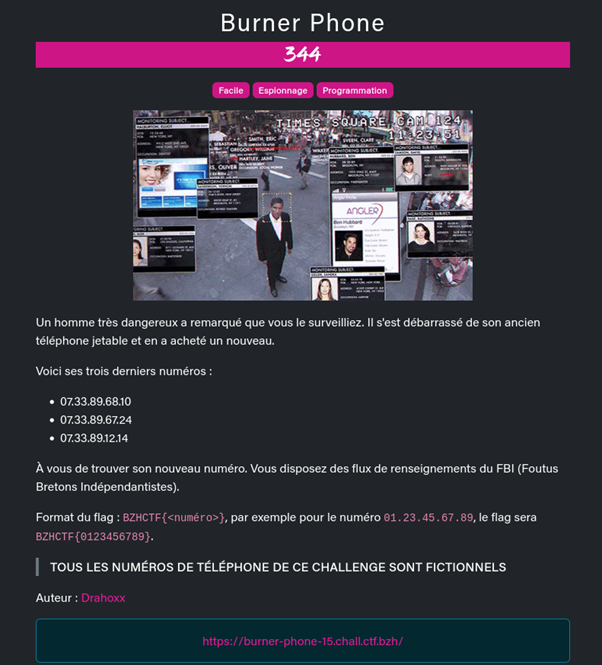 Burner Phone
344
Facile Espionnage Programmation
MONITORING SUBJECT...
TIMES SQUARE CAM 124
11:23:51
SMITH, ERIC
HARTLEY, JANE
OLIVER
MONITORING SUBJECT...
ANGLER
Ben Hubbard
MONITORING SUBJECT...
Un homme très dangereux a remarqué que vous le surveilliez. Il s'est débarrassé de son ancien
téléphone jetable et en a acheté un nouveau.
Voici ses trois derniers numéros :
• 07.33.89.68.10
• 07.33.89.67.24
• 07.33.89.12.14
À vous de trouver son nouveau numéro. Vous disposez des flux de renseignements du FBI (Foutus
Bretons Indépendantistes).
Format du flag : BZHCTF{<numéro>}, par exemple pour le numéro 01.23.45.67.89, le flag sera
BZHCTF{0123456789}.
TOUS LES NUMÉROS DE TÉLÉPHONE DE CE CHALLENGE SONT FICTIONNELS
Auteur : Drahoxx
https://burner-phone-15.chall.ctf.bzh/